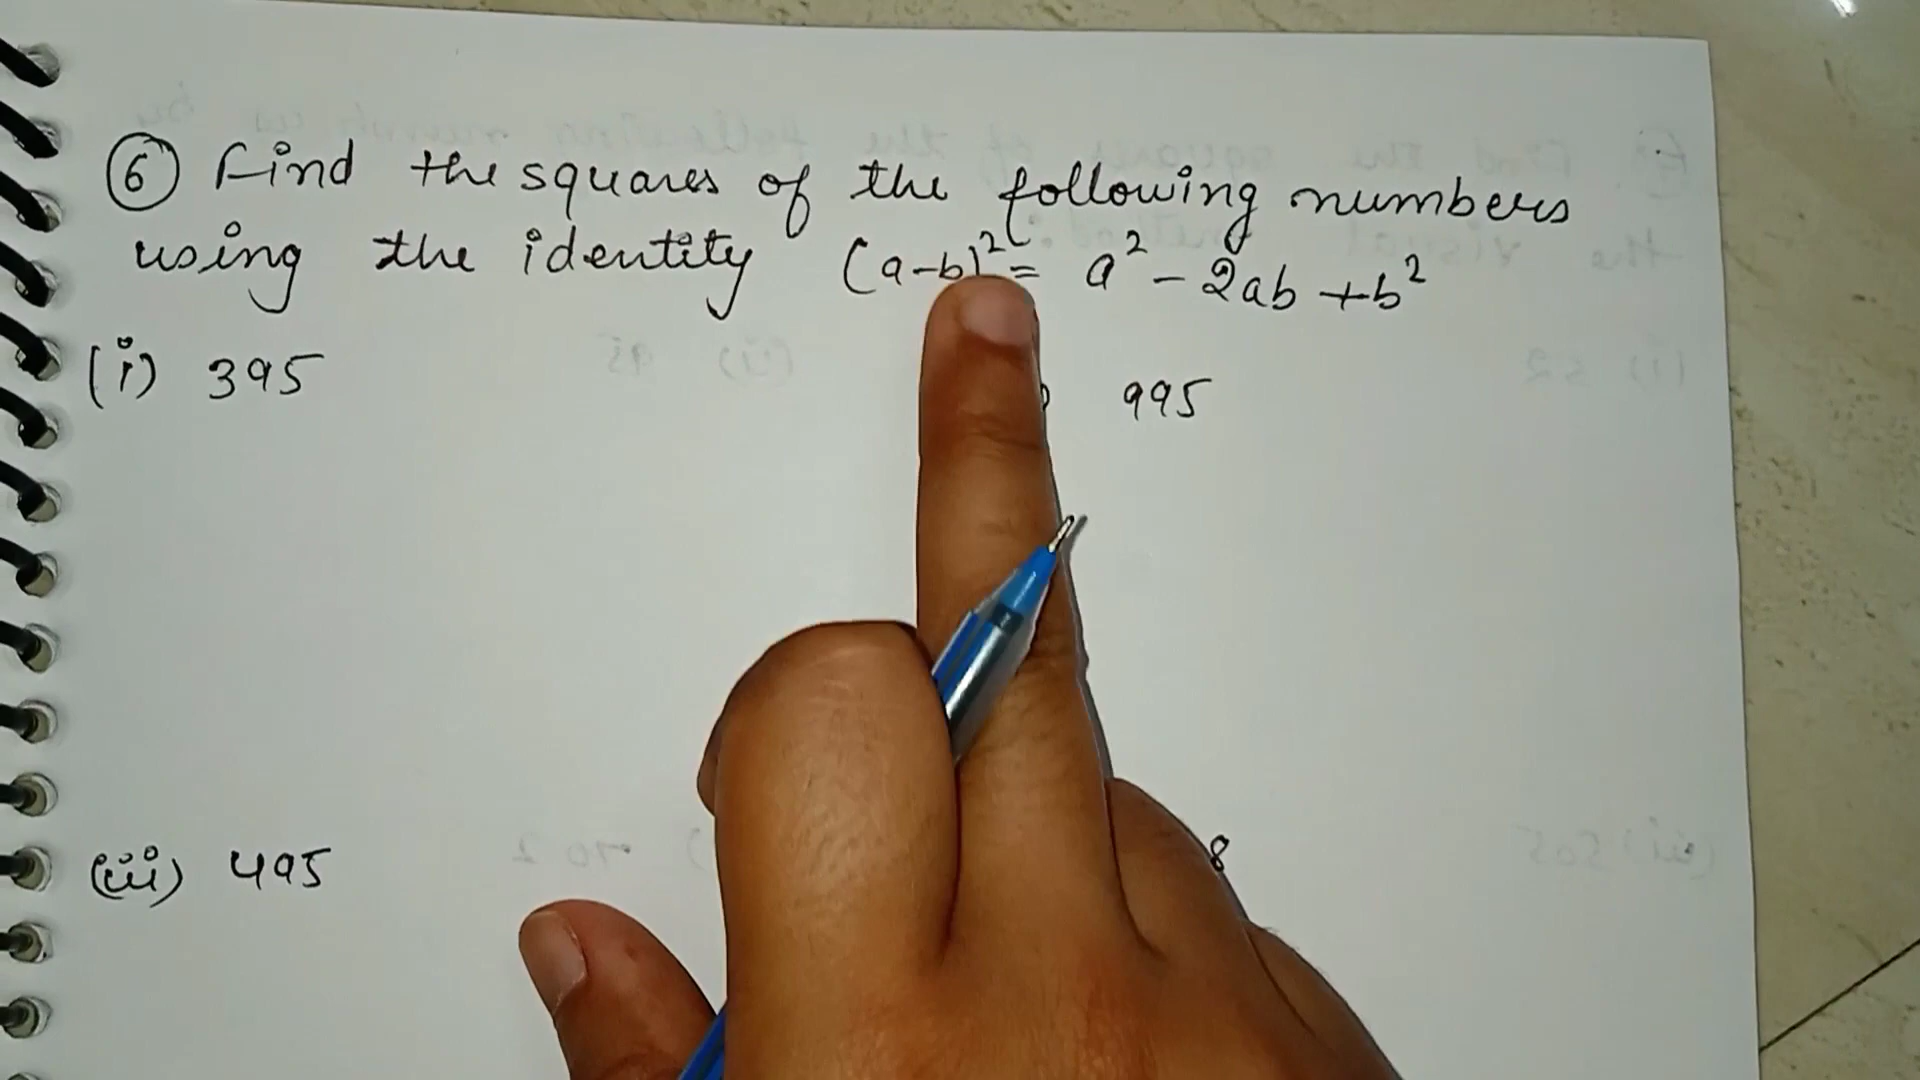 ⑥ Find the squares of the following numbers
using the identity (a-b)² = a² - 2ab + b²
(i) 395
995
(iii) 495
8